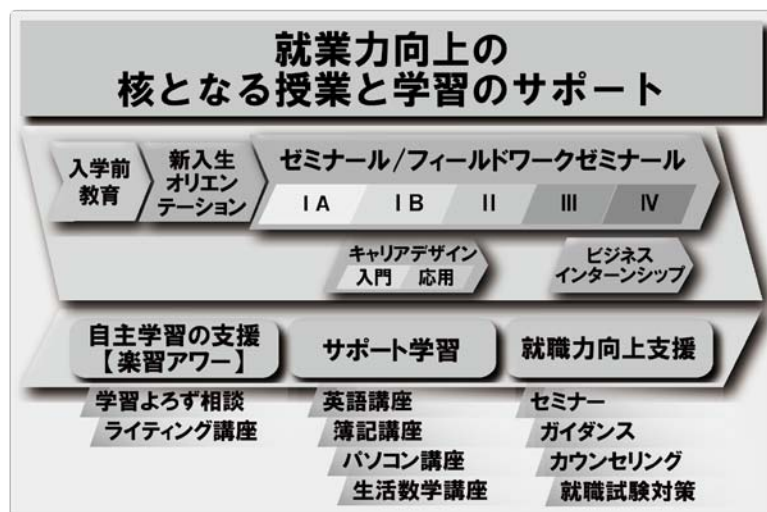 就業力向上の
核となる授業と学習のサポート
入学前
教育
新入生
オリエン
テーション
ゼミナール/フィールドワークゼミナール
ⅠA ⅠB Ⅱ Ⅲ Ⅳ
キャリアデザイン
入門 応用
ビジネス
インターンシップ
自主学習の支援
【楽習アワー】
サポート学習
就職力向上支援
学習よろず相談
ライティング講座
英語講座
簿記講座
パソコン講座
生活数学講座
セミナー
ガイダンス
カウンセリング
就職試験対策